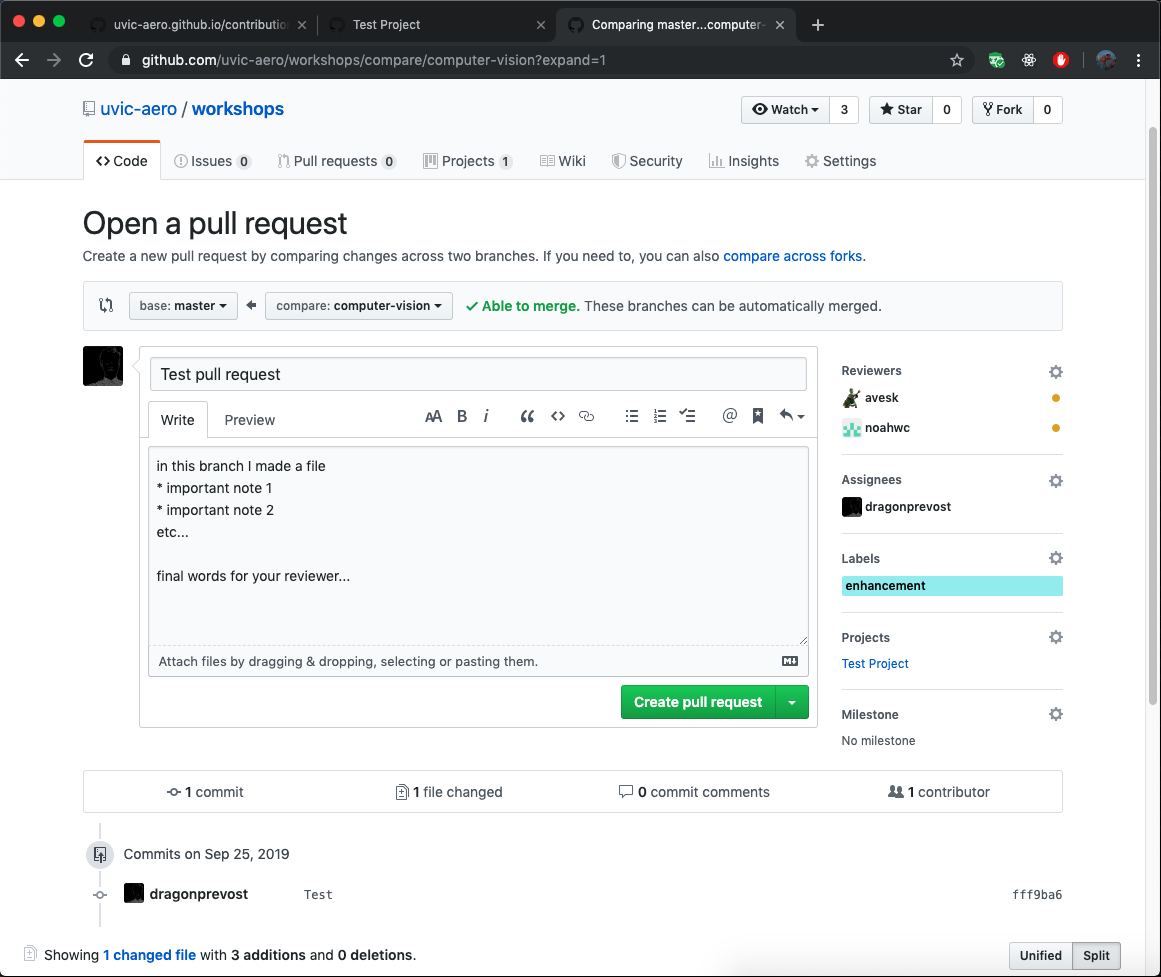 uvic-aero.github.io/contribution
Test Project
Comparing master...computer-
github.com/uvic-aero/workshops/compare/computer-vision?expand=1
uvic-aero / workshops
Watch 3 Star 0 Fork 0
Code Issues 0 Pull requests 0 Projects 1 Wiki Security Insights Settings
Open a pull request
Create a new pull request by comparing changes across two branches. If you need to, you can also compare across forks.
base: master compare: computer-vision Able to merge. These branches can be automatically merged.
Test pull request
Write Preview AA B i
in this branch I made a file
* important note 1
* important note 2
etc...
final words for your reviewer...
Attach files by dragging & dropping, selecting or pasting them.
Create pull request
Reviewers
avesk
noahwc
Assignees
dragonprevost
Labels
enhancement
Projects
Test Project
Milestone
No milestone
1 commit 1 file changed 0 commit comments 1 contributor
Commits on Sep 25, 2019
dragonprevost Test fff9ba6
Showing 1 changed file with 3 additions and 0 deletions.
Unified Split